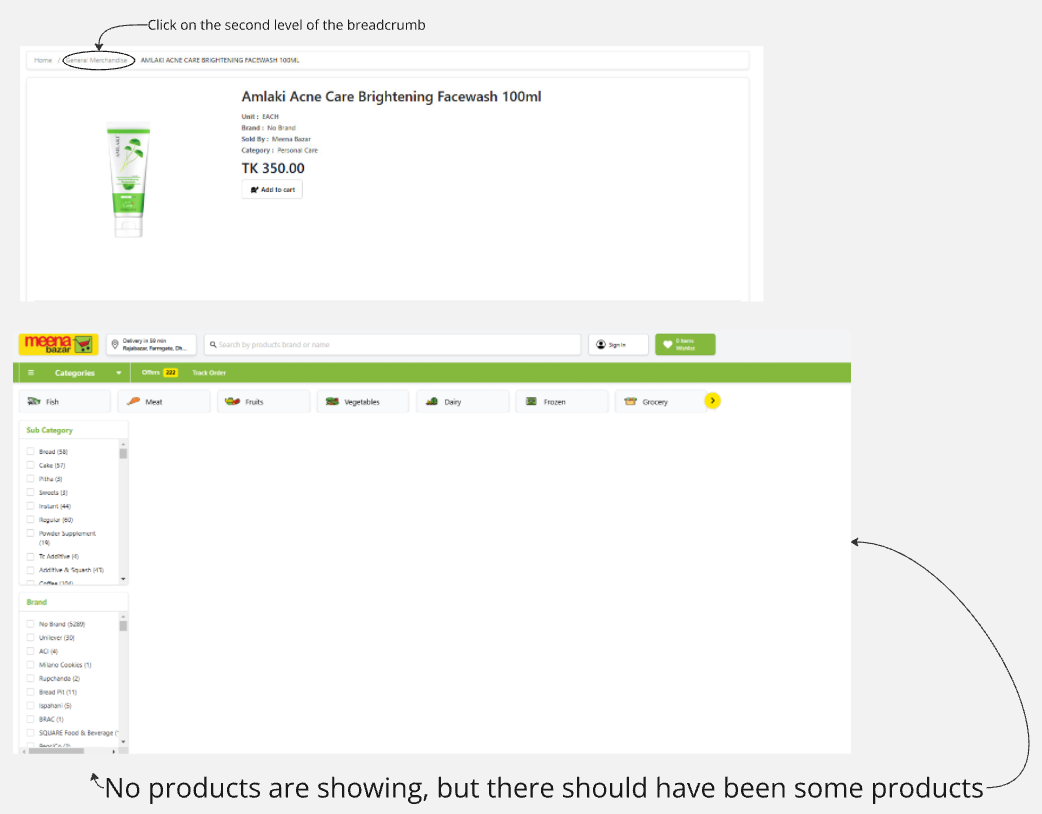 Click on the second level of the breadcrumb
Home / General Merchandise AMLAKI ACNE CARE BRIGHTENING FACEWASH 100ML
Amlaki Acne Care Brightening Facewash 100ml
Unit : EACH
Brand : No Brand
Sold By : Meena Bazar
Category : Personal Care
TK 350.00
Add to cart
meena bazar
Delivery in 59 min
Rajabazar, Farmgate, Dh...
Search by products brand or name
Sign In
0 Items
Wishlist
Categories Offers 222 Track Order
Fish Meat Fruits Vegetables Dairy Frozen Grocery
Sub Category
Bread (58)
Cake (57)
Pitha (3)
Sweets (3)
Instant (44)
Regular (60)
Powder Supplement
(19)
Tc Additive (4)
Additive & Squash (43)
Coffee (104)
Brand
No Brand (5289)
Unilever (30)
ACI (4)
Milano Cookies (1)
Rupchanda (2)
Bread Pit (11)
Ispahani (5)
BRAC (1)
SQUARE Food & Beverage (
PepsiCo (2)
No products are showing, but there should have been some products